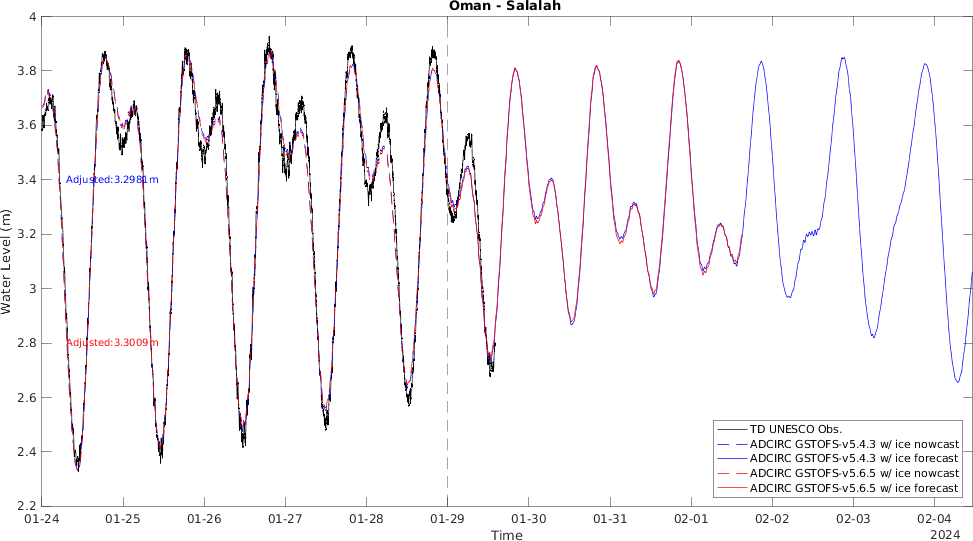 Oman - Salalah
4
3.8
3.6
3.4
3.2
3
2.8
2.6
2.4
2.2
Water Level (m)
Adjusted:3.2981m
Adjusted:3.3009m
TD UNESCO Obs.
ADCIRC GSTOFS-v5.4.3 w/ ice nowcast
ADCIRC GSTOFS-v5.4.3 w/ ice forecast
ADCIRC GSTOFS-v5.6.5 w/ ice nowcast
ADCIRC GSTOFS-v5.6.5 w/ ice forecast
01-24 01-25 01-26 01-27 01-28 01-29 01-30 01-31 02-01 02-02 02-03 02-04
Time
2024